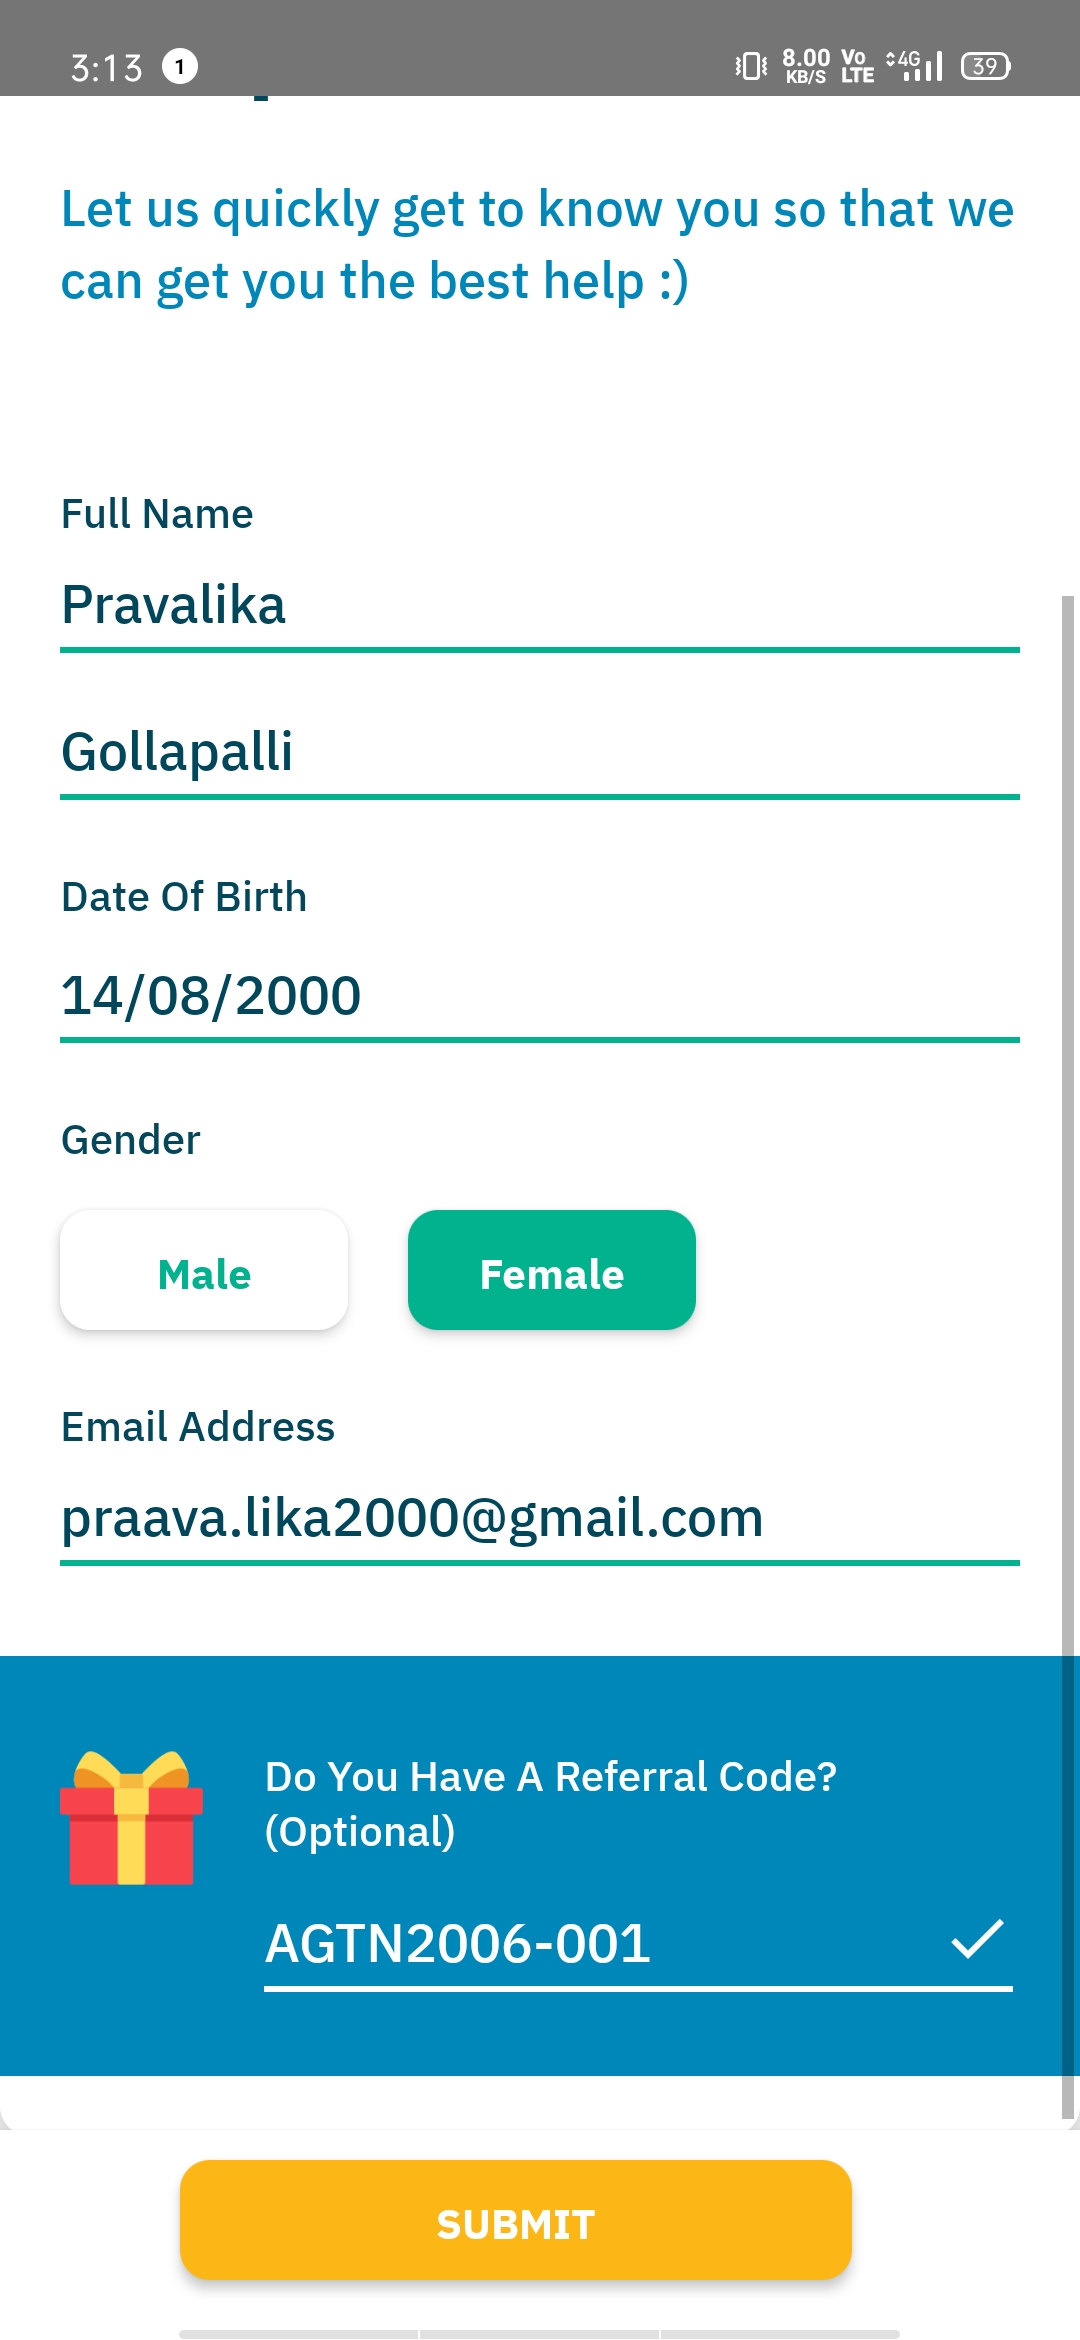 3:13 1 8.00 KB/S Vo LTE 4G 39
Let us quickly get to know you so that we
can get you the best help :)
Full Name
Pravalika
Gollapalli
Date Of Birth
14/08/2000
Gender
Male Female
Email Address
praava.lika2000@gmail.com
Do You Have A Referral Code?
(Optional)
AGTN2006-001
SUBMIT